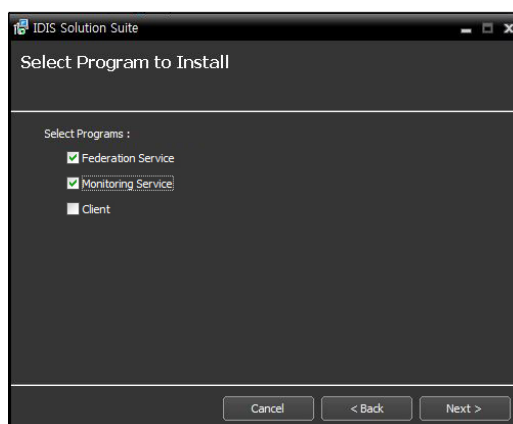 IDIS Solution Suite
Select Program to Install
Select Programs :
Federation Service
Monitoring Service
Client
Cancel
< Back
Next >